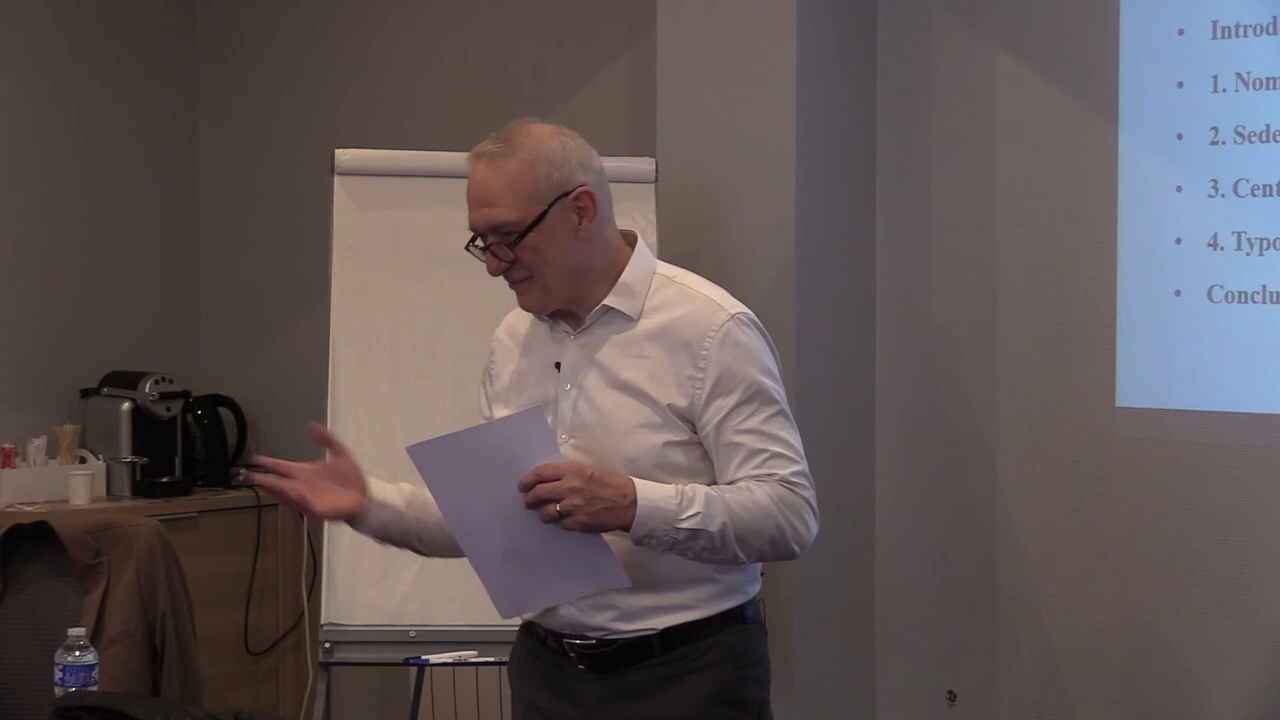 • Introd
• 1. Nom
• 2. Sede
• 3. Cent
• 4. Typo
• Conclu